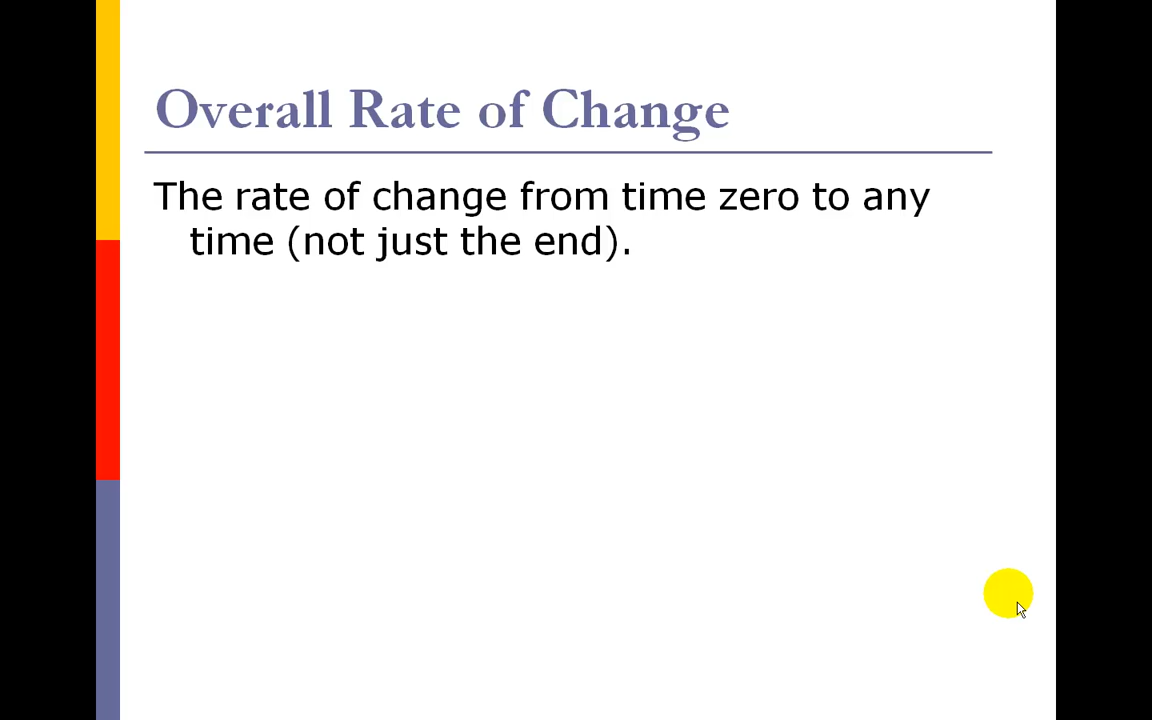 Overall Rate of Change
The rate of change from time zero to any
time (not just the end).